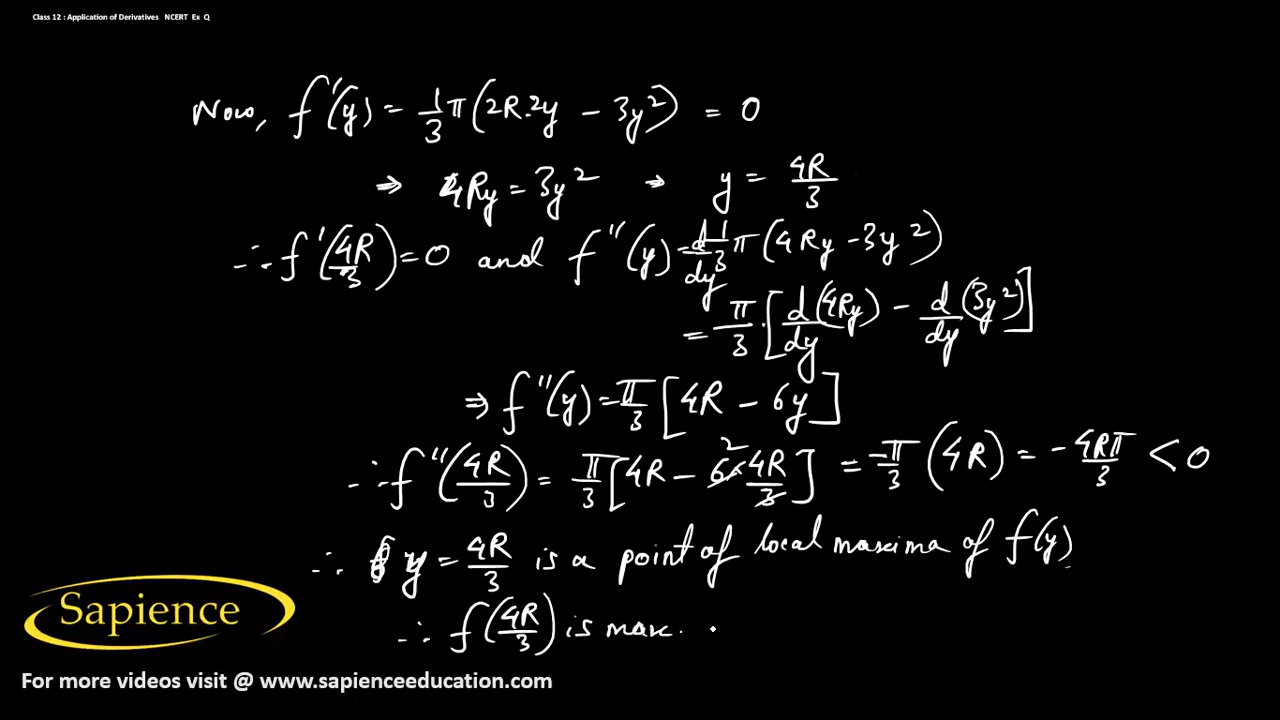 Class 12 : Application of Derivatives NCERT Ex Q
Now, f'(y) = 1/3 π(2R.2y - 3y²) = 0
⇒ 4Ry = 3y² ⇒ y = 4R/3
∴ f'(4R/3) = 0 and f''(y) = d/dy 1/3 π(4Ry - 3y²)
= π/3 . [d/dy (4Ry) - d/dy (3y²)]
⇒ f''(y) = π/3 [4R - 6y]
∴ f''(4R/3) = π/3 [4R - 6² × 4R/3] = -π/3 (4R) = - 4Rπ/3 < 0
∴ y = 4R/3 is a point of local maxima of f(y)
∴ f(4R/3) is max.
Sapience
For more videos visit @ www.sapienceeducation.com